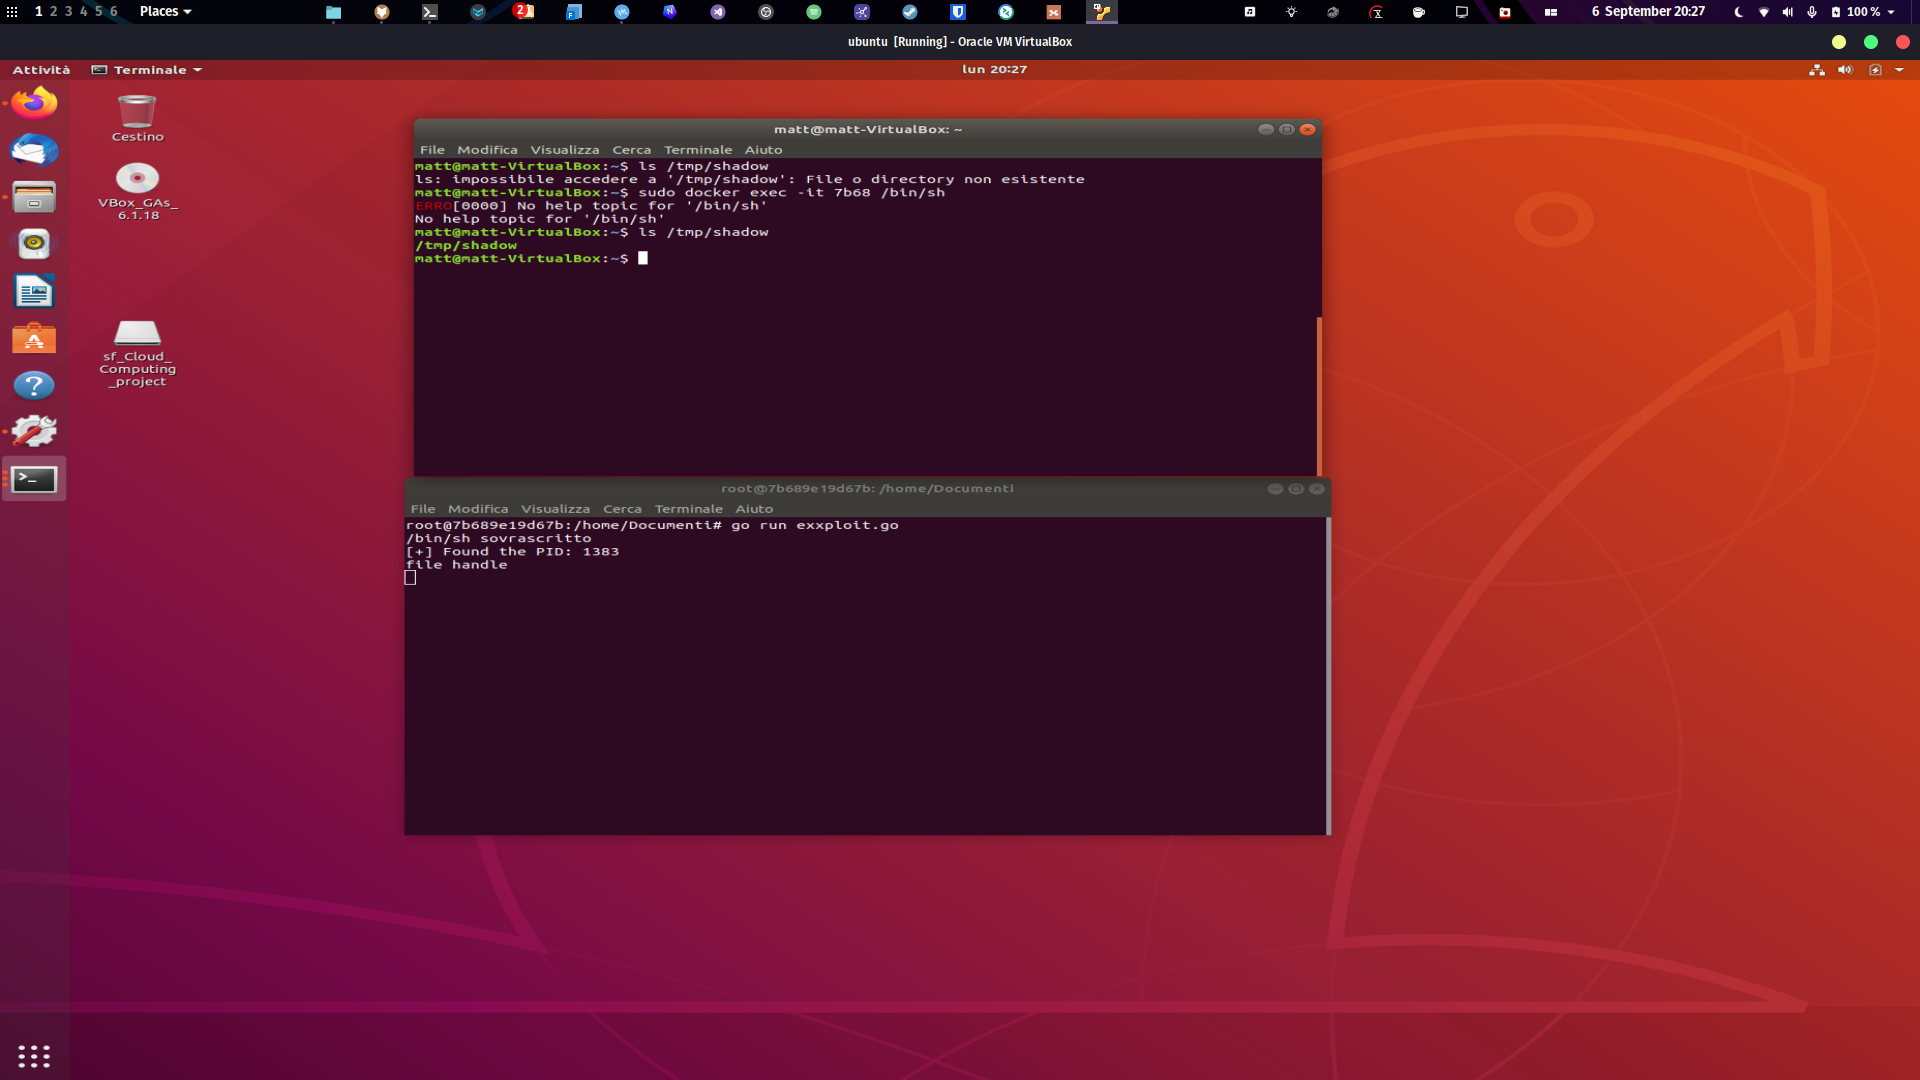 1 2 3 4 5 6 Places
2
6 September 20:27
100 %
ubuntu [Running] - Oracle VM VirtualBox
Attività Terminale
lun 20:27
Cestino
VBox_GAs_
6.1.18
sf_Cloud_
Computing
_project
matt@matt-VirtualBox: ~
File Modifica Visualizza Cerca Terminale Aiuto
matt@matt-VirtualBox:~$ ls /tmp/shadow
ls: impossibile accedere a '/tmp/shadow': File o directory non esistente
matt@matt-VirtualBox:~$ sudo docker exec -it 7b68 /bin/sh
ERRO[0000] No help topic for '/bin/sh'
No help topic for '/bin/sh'
matt@matt-VirtualBox:~$ ls /tmp/shadow
/tmp/shadow
matt@matt-VirtualBox:~$
root@7b689e19d67b: /home/Documenti
File Modifica Visualizza Cerca Terminale Aiuto
root@7b689e19d67b:/home/Documenti# go run exxploit.go
/bin/sh sovrascritto
[+] Found the PID: 1383
file handle